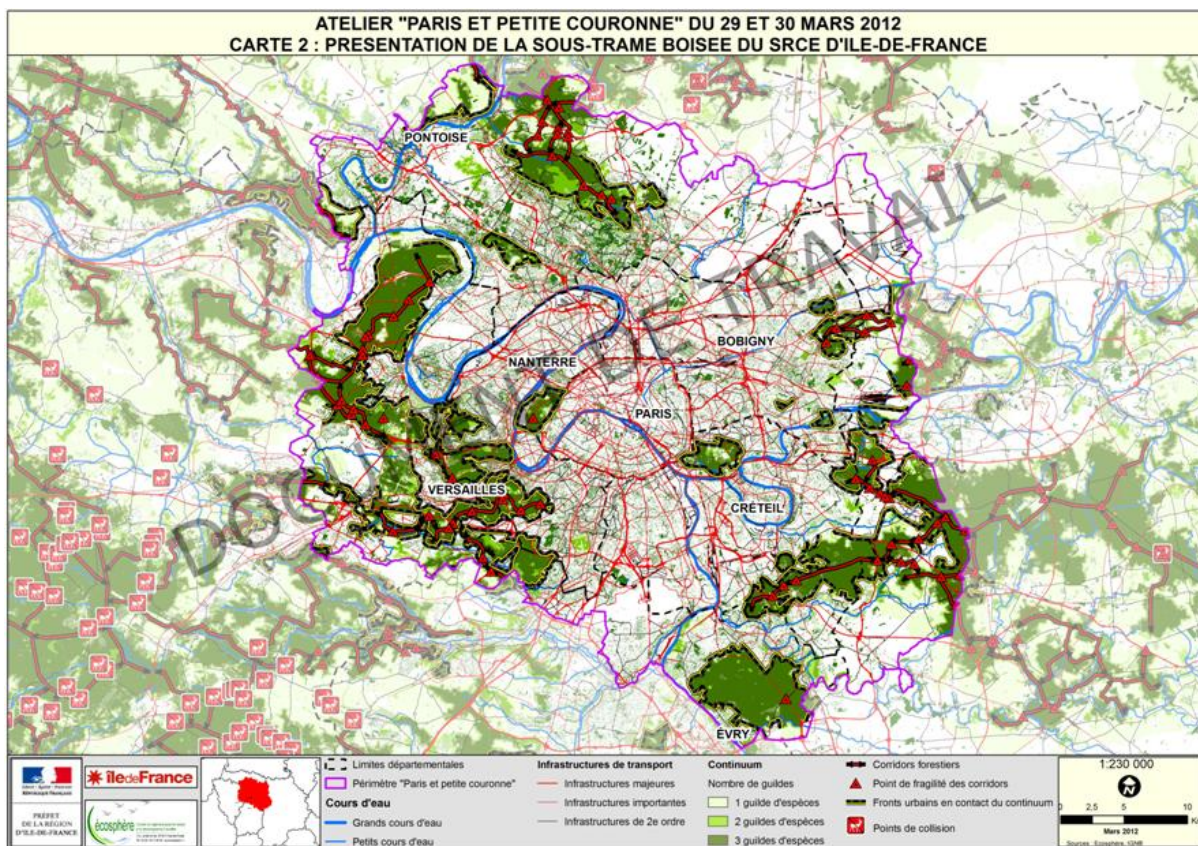 ATELIER "PARIS ET PETITE COURONNE" DU 29 ET 30 MARS 2012
CARTE 2 : PRESENTATION DE LA SOUS-TRAME BOISEE DU SRCE D'ILE-DE-FRANCE
PONTOISE
NANTERRE
BOBIGNY
PARIS
VERSAILLES
CRÉTEIL
ÉVRY
DOCUMENT DE TRAVAIL
PRÉFET
DE LA RÉGION
D'ILE-DE-FRANCE
îledeFrance
écosphère
Limites départementales
Périmètre "Paris et petite couronne"
Cours d'eau
Grands cours d'eau
Petits cours d'eau
Infrastructures de transport
Infrastructures majeures
Infrastructures importantes
Infrastructures de 2e ordre
Continuum
Nombre de guildes
1 guilde d'espèces
2 guildes d'espèces
3 guildes d'espèces
Corridors forestiers
Point de fragilité des corridors
Fronts urbains en contact du continuum
Points de collision
1:230 000
0 2,5 5 10
Mars 2012